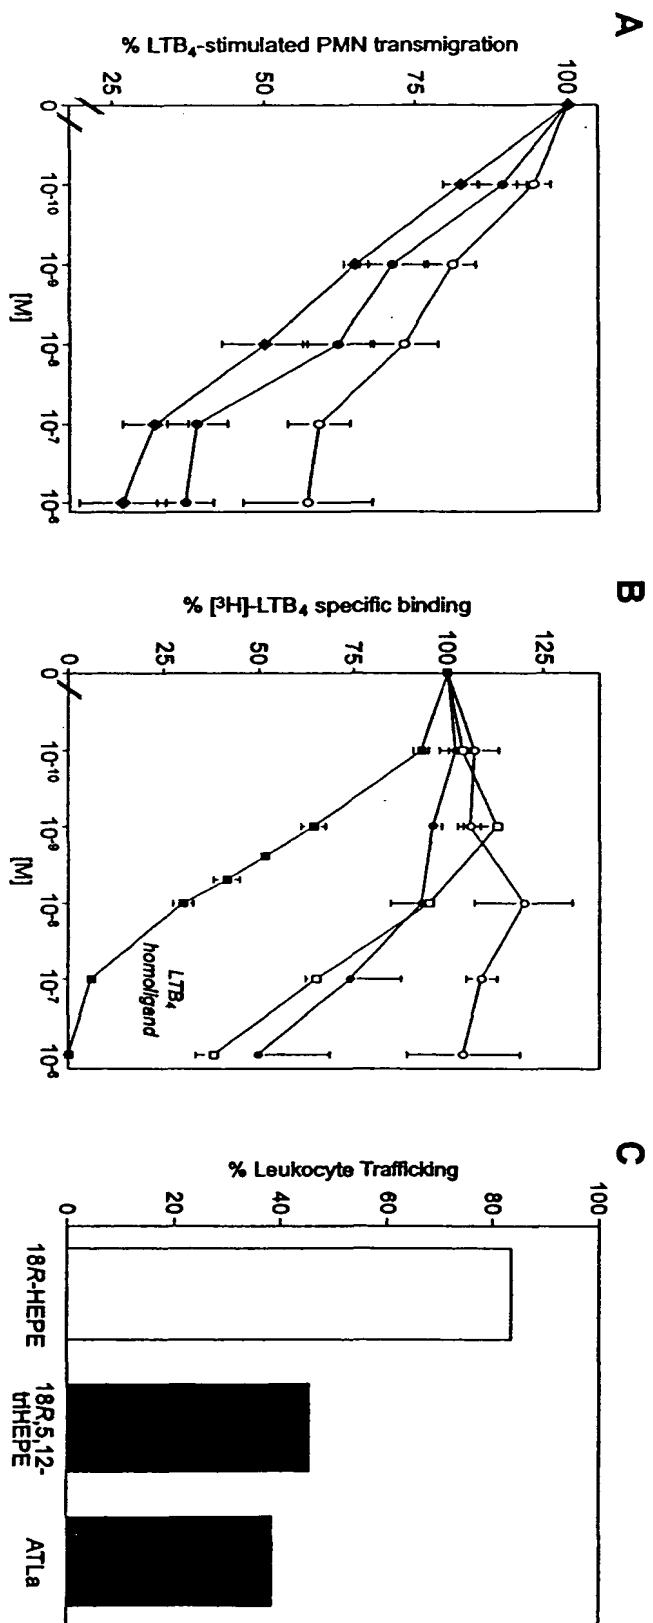 A
% LTB4-stimulated PMN transmigration
100
75
50
25
0
10-10
10-9
10-8
10-7
10-6
[M]
B
% [3H]-LTB4 specific binding
125
100
75
50
25
0
0
10-10
10-9
10-8
10-7
10-6
[M]
LTB4
homoligand
C
% Leukocyte Trafficking
100
80
60
40
20
0
18R-HEPE
18R,5,12-
triHEPE
ATLa